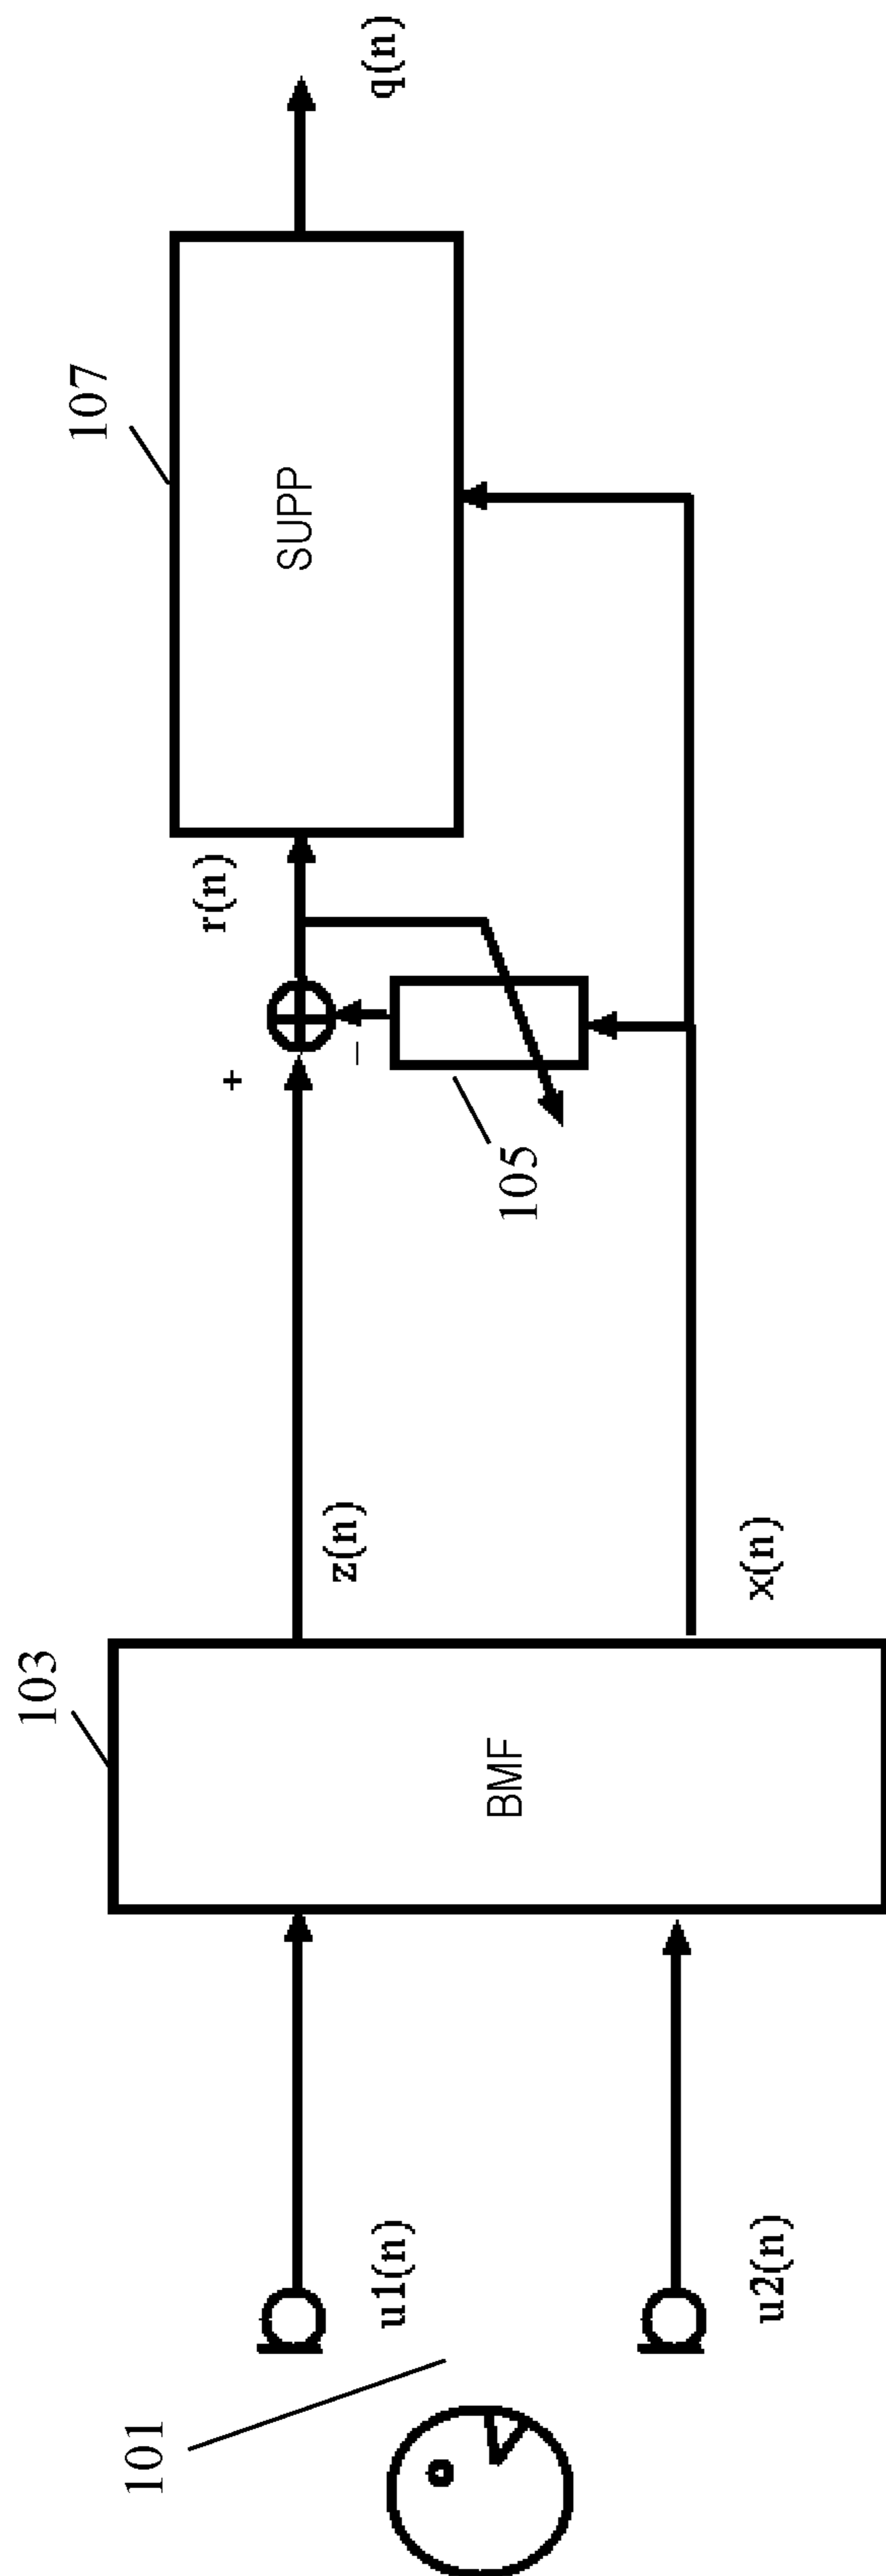 101
u1(n)
u2(n)
103
BMF
z(n)
x(n)
+
−
105
r(n)
107
SUPP
q(n)